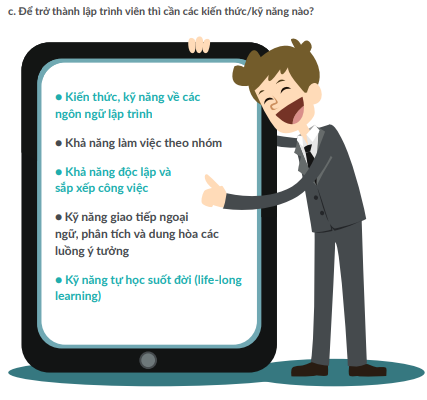 c. Để trở thành lập trình viên thì cần các kiến thức/kỹ năng nào?
● Kiến thức, kỹ năng về các
ngôn ngữ lập trình
● Khả năng làm việc theo nhóm
● Khả năng độc lập và
sắp xếp công việc
● Kỹ năng giao tiếp ngoại
ngữ, phân tích và dung hòa các
luồng ý tưởng
● Kỹ năng tự học suốt đời (life-long
learning)